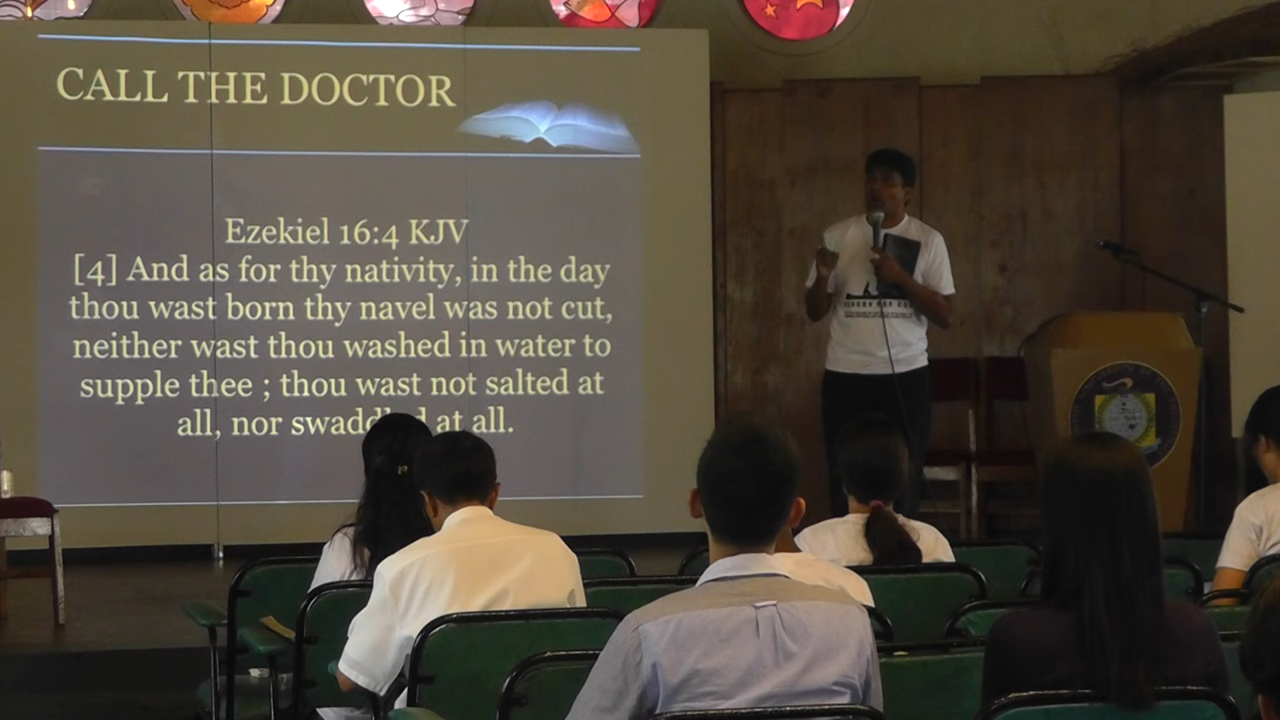 CALL THE DOCTOR
Ezekiel 16:4 KJV
[4] And as for thy nativity, in the day
thou wast born thy navel was not cut,
neither wast thou washed in water to
supple thee ; thou wast not salted at
all, nor swaddled at all.